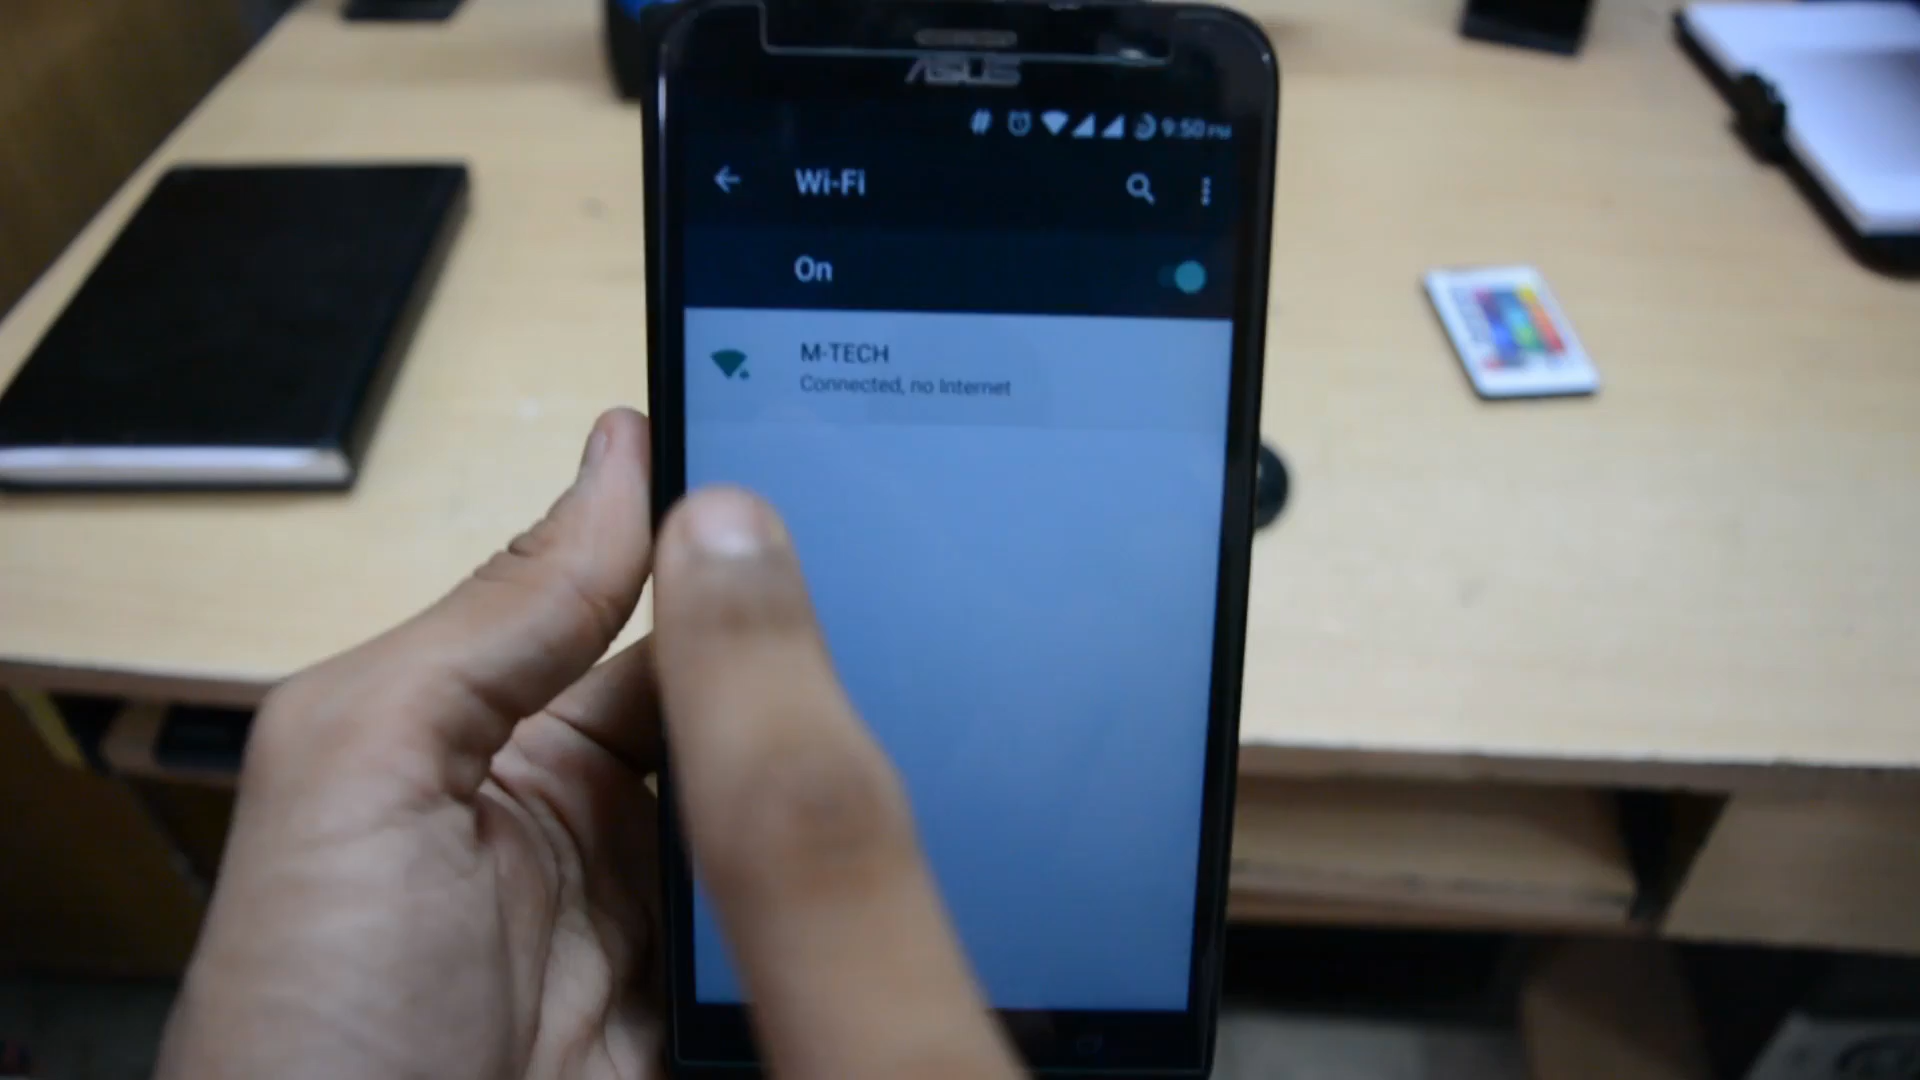 ASUS
# 9:50 PM
Wi-Fi
On
M-TECH
Connected, no Internet